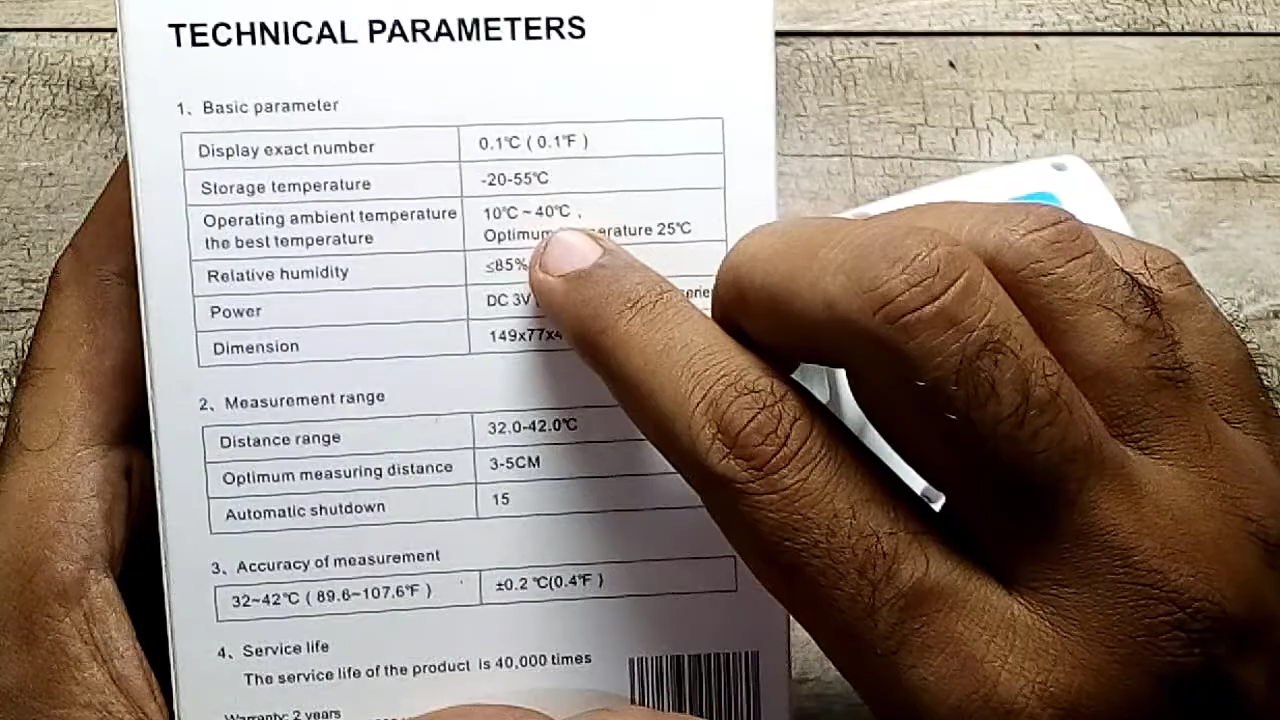 TECHNICAL PARAMETERS
1、Basic parameter
Display exact number 0.1℃ ( 0.1℉ )
Storage temperature -20-55℃
Operating ambient temperature 10℃ ~ 40℃ ,
the best temperature Optimum 25℃
Relative humidity ≤85%
Power DC 3V
Dimension 149x77x
2、Measurement range
Distance range 32.0-42.0℃
Optimum measuring distance 3-5CM
Automatic shutdown 15
3、Accuracy of measurement
32~42℃ ( 89.6~107.6℉ ) ±0.2 ℃(0.4℉ )
4、Service life
The service life of the product is 40,000 times
Warranty: 2 years